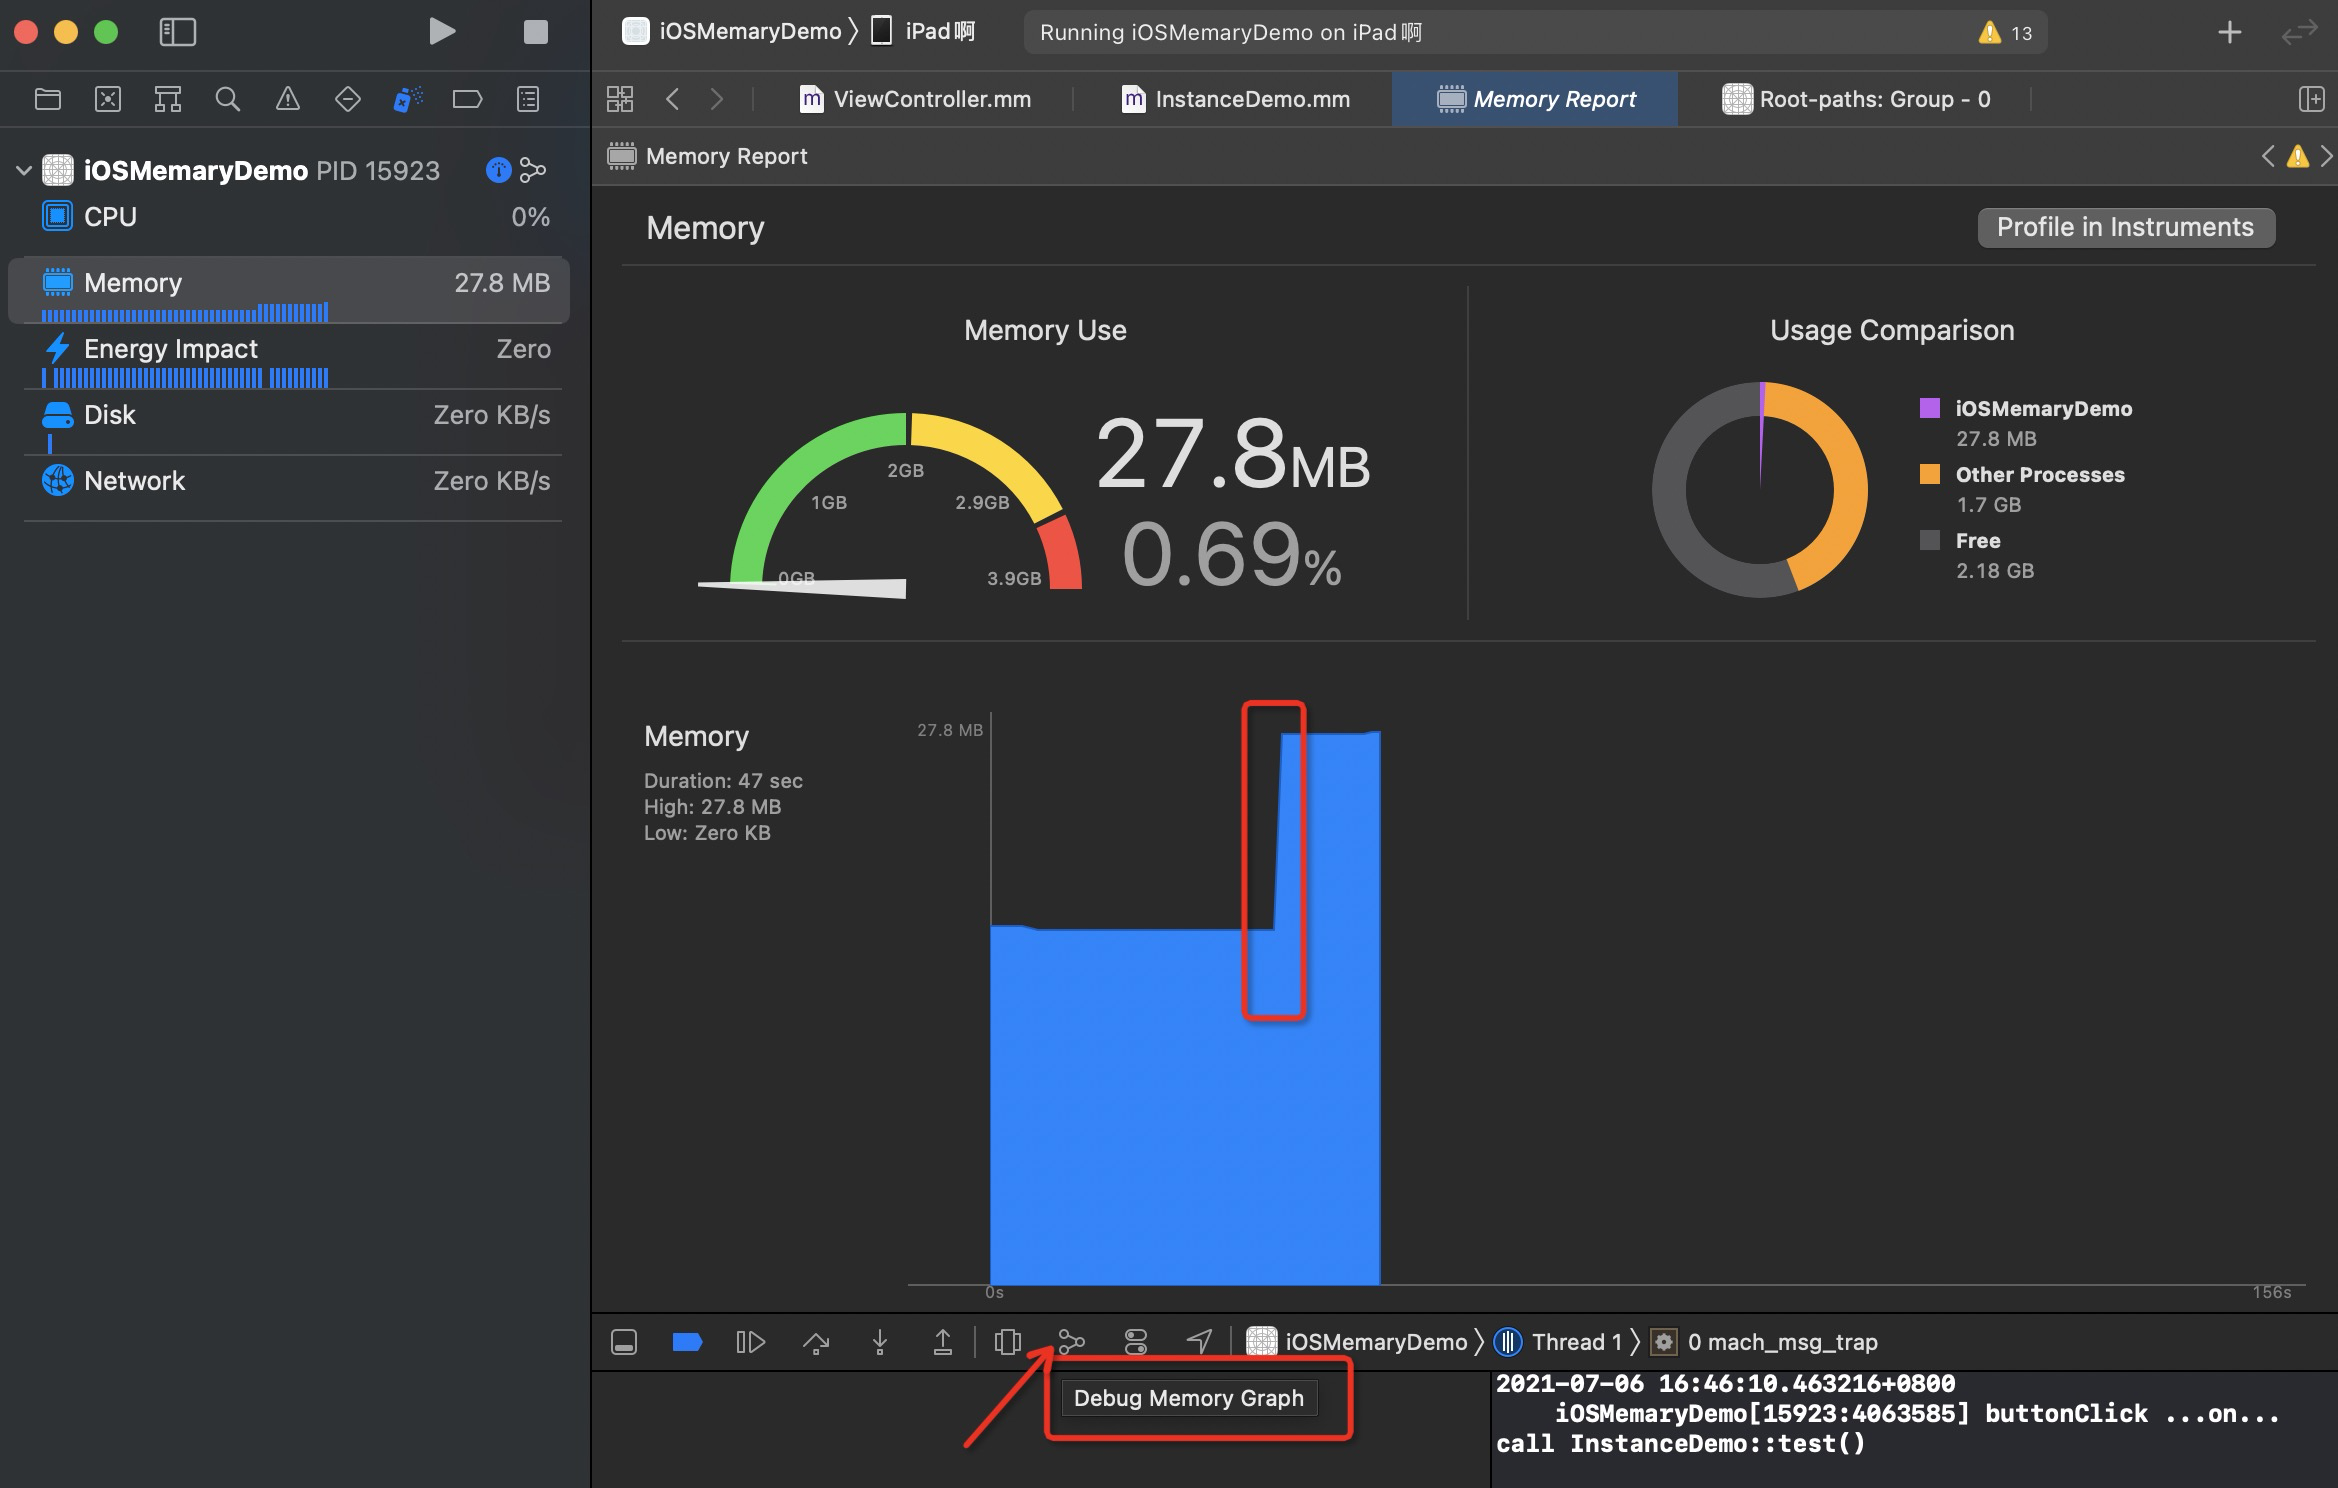 iOSMemaryDemo 〉 iPad啊
Running iOSMemaryDemo on iPad啊
13
ViewController.mm
InstanceDemo.mm
Memory Report
Root-paths: Group - 0
Memory Report
iOSMemaryDemo PID 15923
CPU 0%
Memory 27.8 MB
Energy Impact Zero
Disk Zero KB/s
Network Zero KB/s
Memory
Profile in Instruments
Memory Use
0GB
1GB
2GB
2.9GB
3.9GB
27.8MB
0.69%
Usage Comparison
iOSMemaryDemo
27.8 MB
Other Processes
1.7 GB
Free
2.18 GB
Memory
Duration: 47 sec
High: 27.8 MB
Low: Zero KB
27.8 MB
0s
156s
iOSMemaryDemo 〉 Thread 1 〉 0 mach_msg_trap
Debug Memory Graph
2021-07-06 16:46:10.463216+0800
iOSMemaryDemo[15923:4063585] buttonClick ...on...
call InstanceDemo::test()